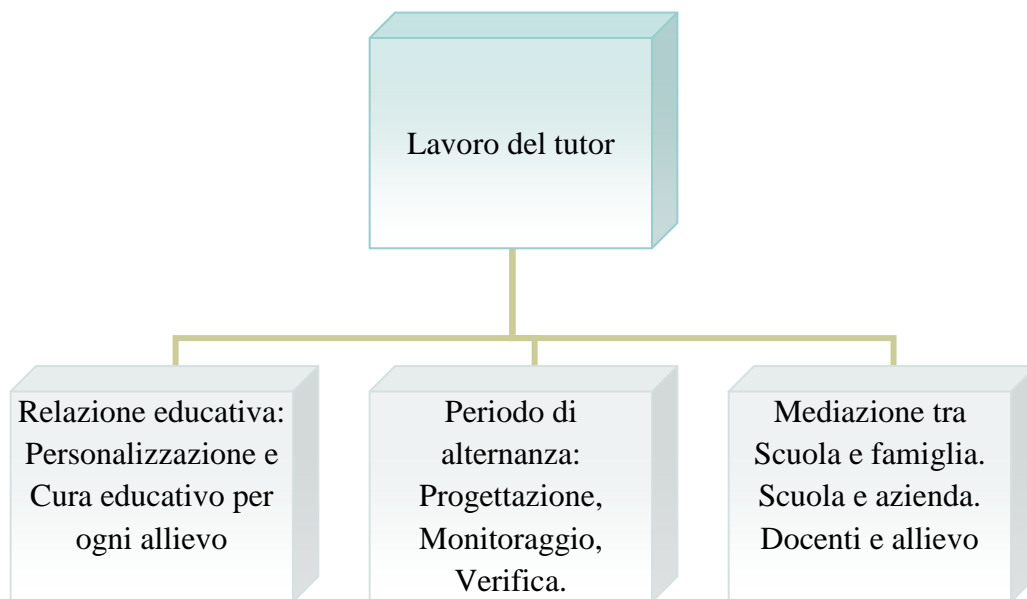 Lavoro del tutor
Relazione educativa:
Personalizzazione e
Cura educativo per
ogni allievo
Periodo di
alternanza:
Progettazione,
Monitoraggio,
Verifica.
Mediazione tra
Scuola e famiglia.
Scuola e azienda.
Docenti e allievo